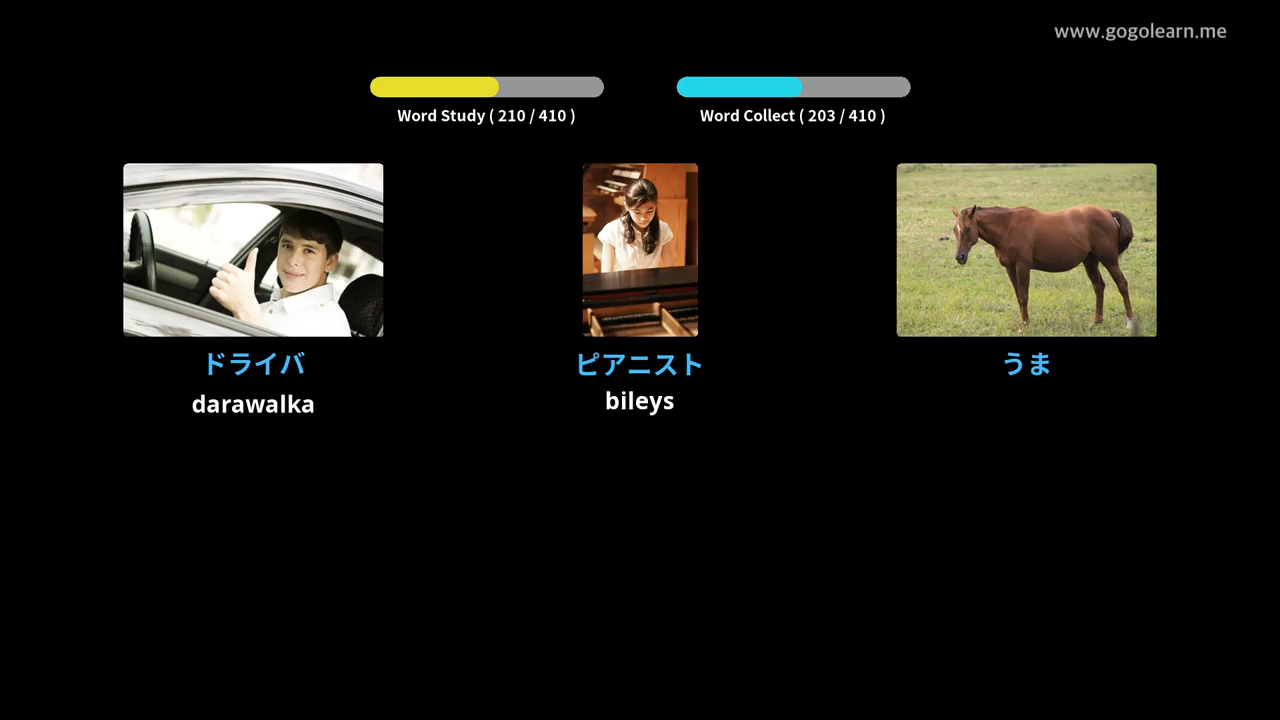 www.gogolearn.me
Word Study ( 210 / 410 )
Word Collect ( 203 / 410 )
ドライバ
ピアニスト
うま
darawalka
bileys